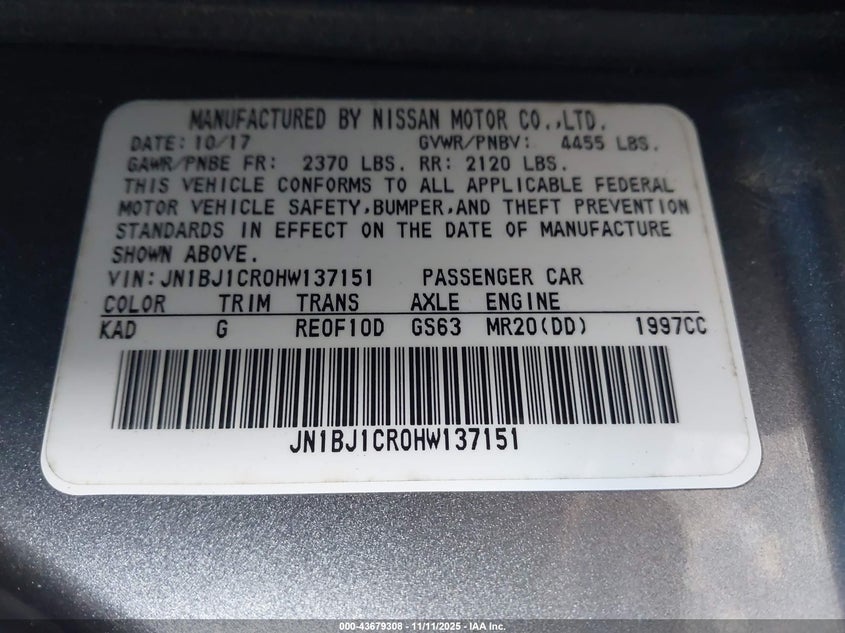 MANUFACTURED BY NISSAN MOTOR CO.,LTD.
DATE: 10/17 GVWR/PNBV: 4455 LBS.
GAWR/PNBE FR: 2370 LBS. RR: 2120 LBS.
THIS VEHICLE CONFORMS TO ALL APPLICABLE FEDERAL
MOTOR VEHICLE SAFETY,BUMPER,AND THEFT PREVENTION
STANDARDS IN EFFECT ON THE DATE OF MANUFACTURE
SHOWN ABOVE.
VIN:JN1BJ1CR0HW137151 PASSENGER CAR
COLOR TRIM TRANS AXLE ENGINE
KAD G RE0F10D GS63 MR20(DD) 1997CC
JN1BJ1CR0HW137151
000-43679308 - 11/11/2025 - IAA Inc.